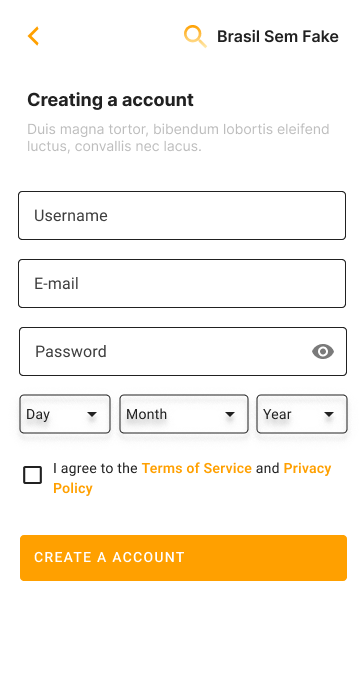 Brasil Sem Fake
Creating a account
Duis magna tortor, bibendum lobortis eleifend
luctus, convallis nec lacus.
Username
E-mail
Password
Day Month Year
I agree to the Terms of Service and Privacy
Policy
CREATE A ACCOUNT